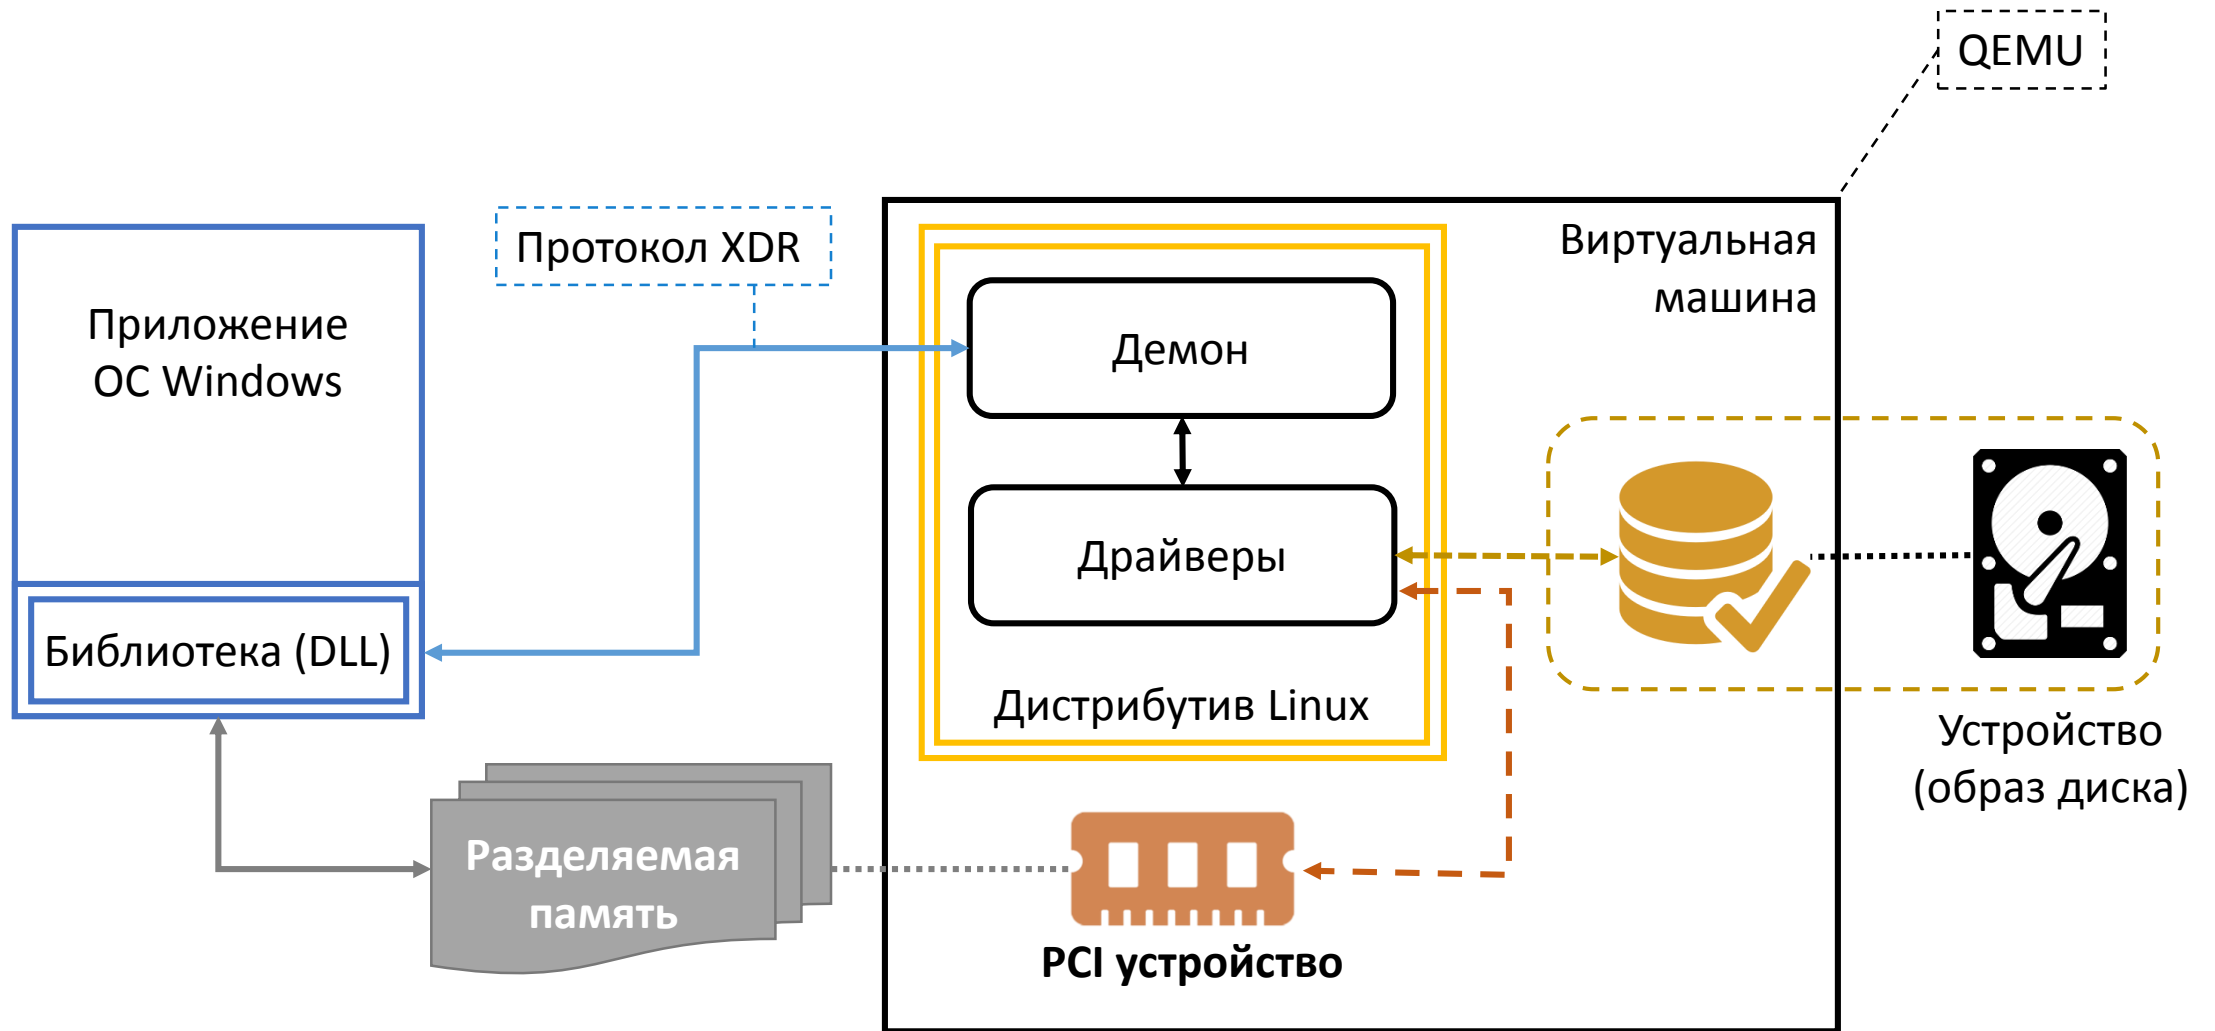 QEMU
Протокол XDR
Виртуальная
машина
Приложение
ОС Windows
Демон
Драйверы
Библиотека (DLL)
Дистрибутив Linux
Устройство
(образ диска)
Разделяемая
память
PCI устройство